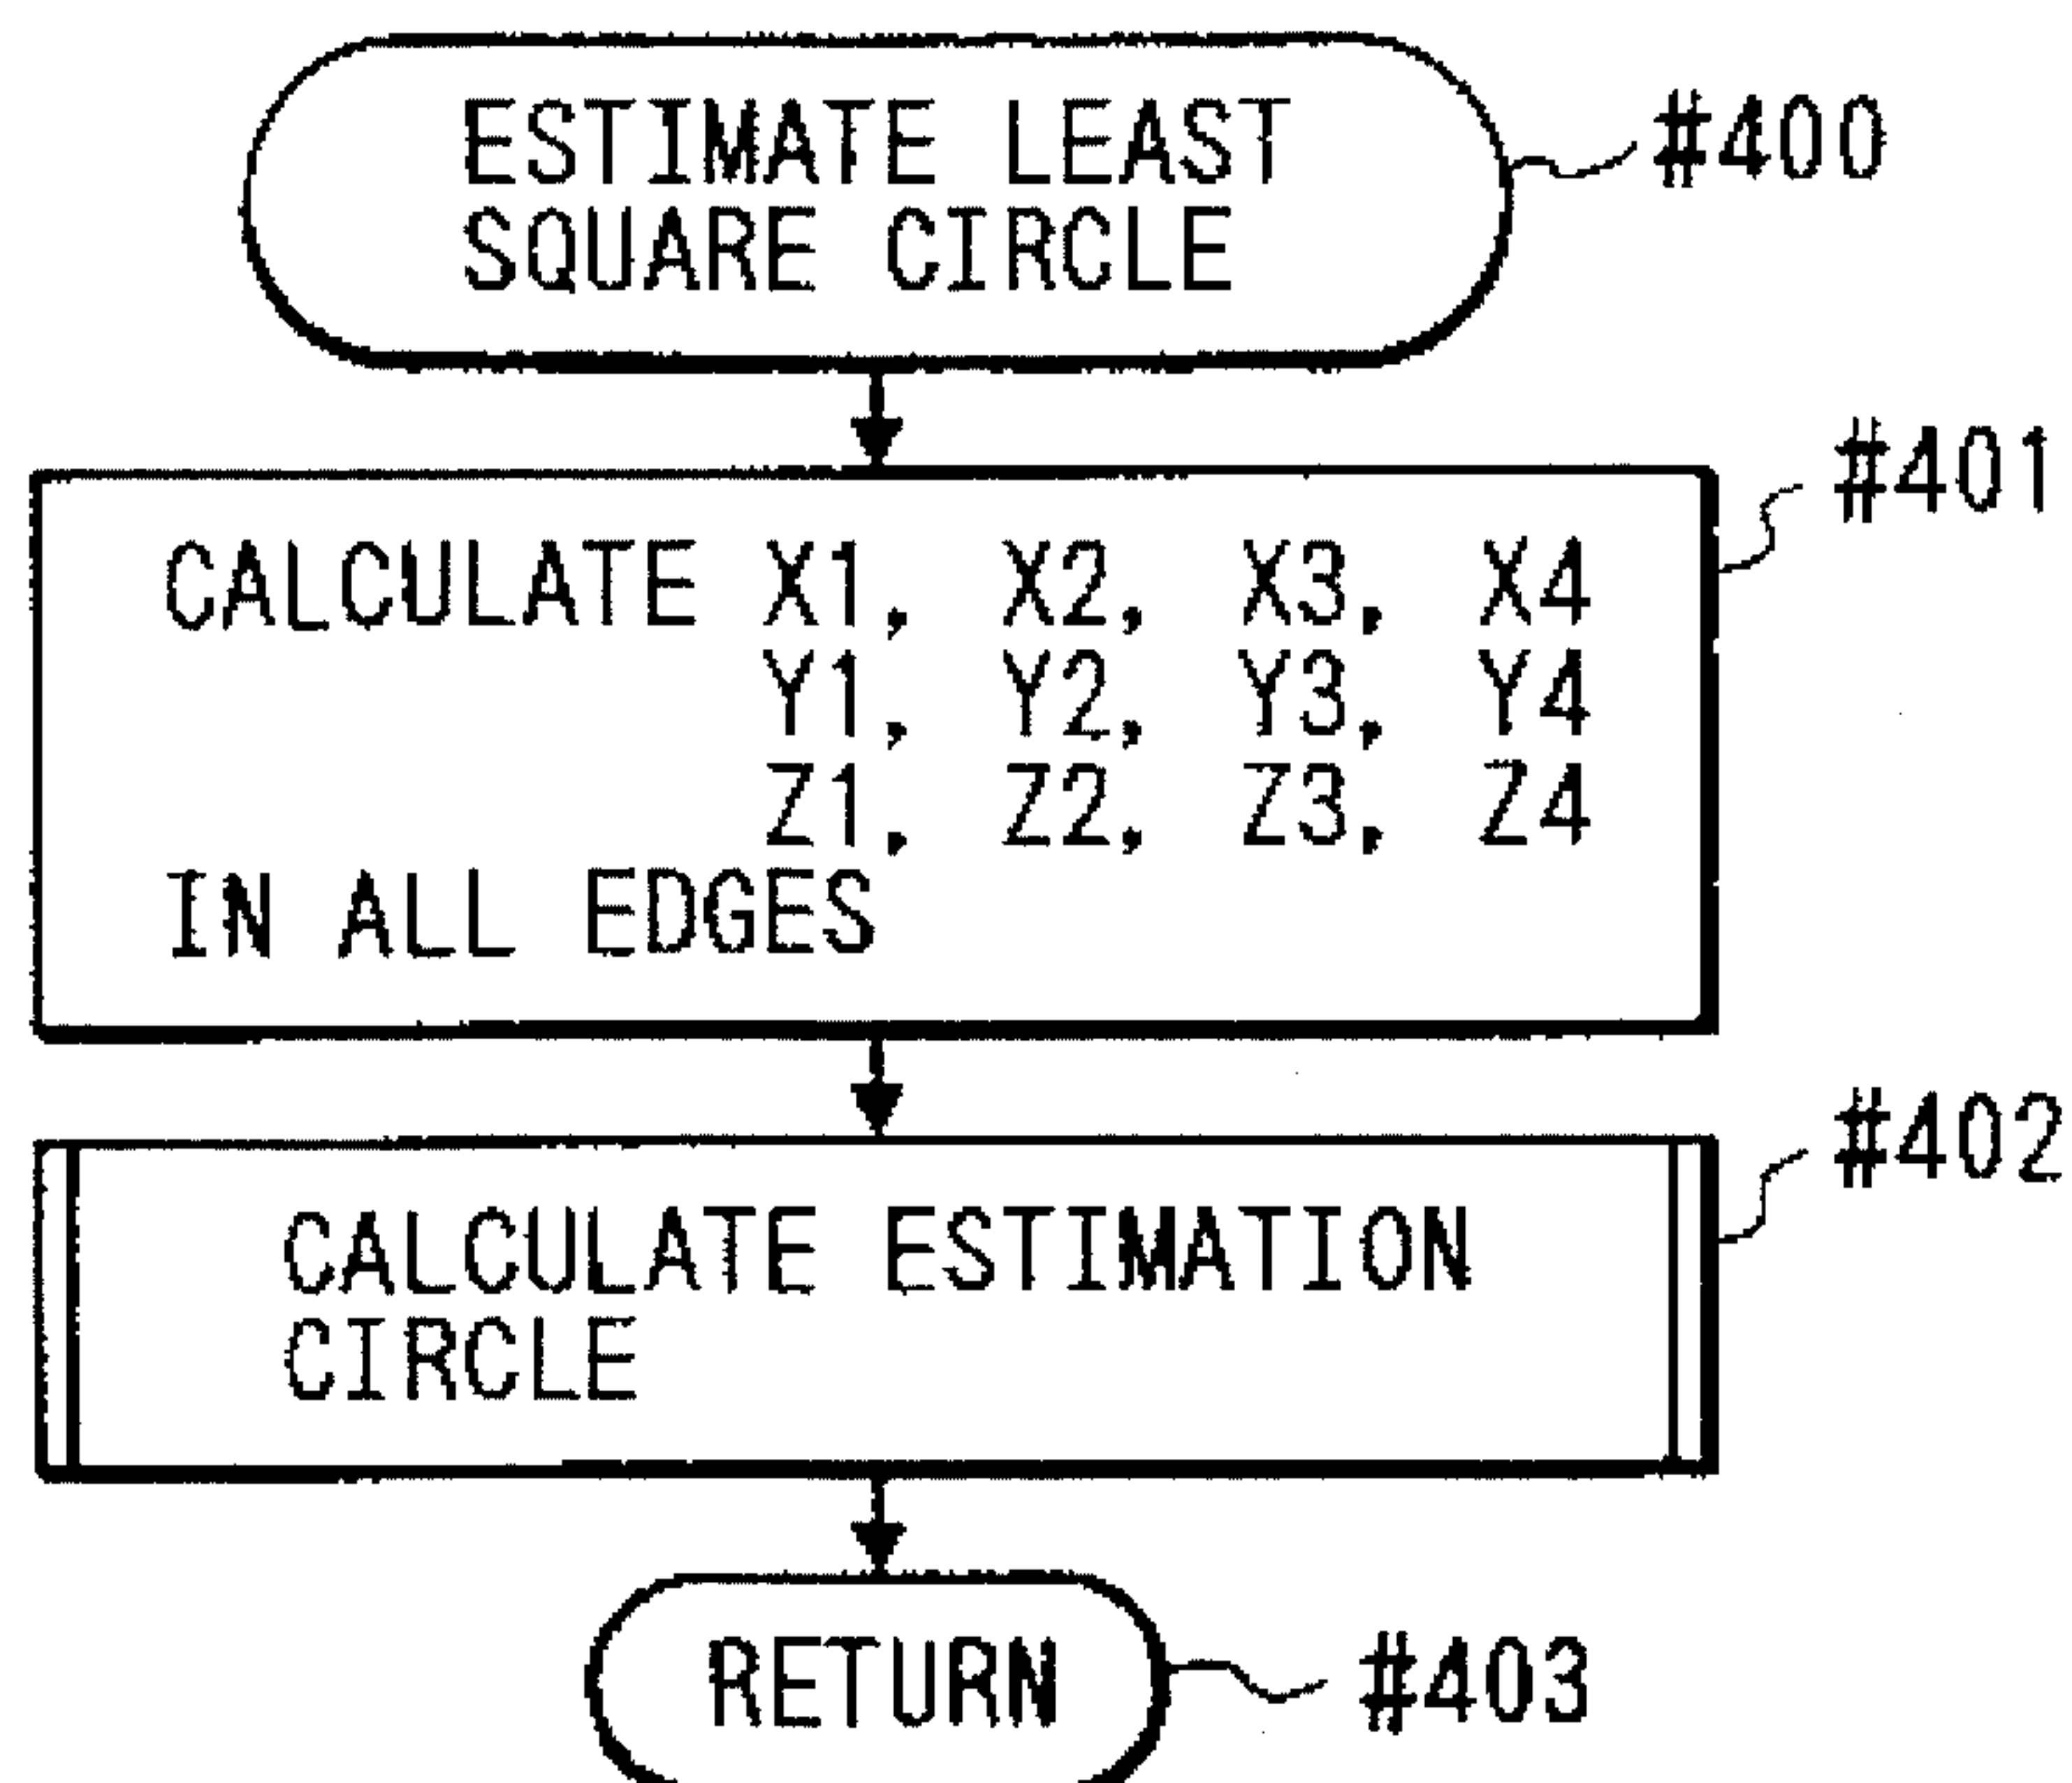 ESTIMATE LEAST
SQUARE CIRCLE
#400
#401
CALCULATE X1, X2, X3, X4
Y1, Y2, Y3, Y4
Z1, Z2, Z3, Z4
IN ALL EDGES
#402
CALCULATE ESTIMATION
CIRCLE
RETURN
#403